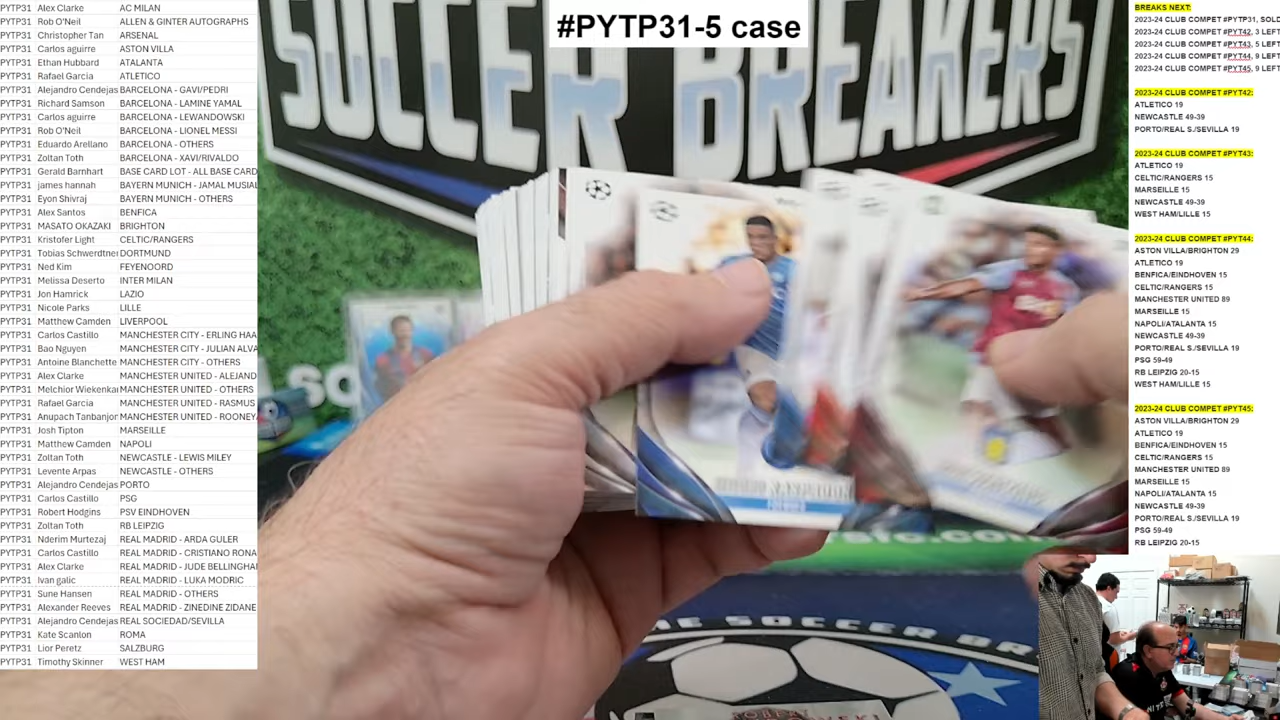 #PYTP31-5 case
PYTP31 Alex Clarke AC MILAN
PYTP31 Rob O'Neil ALLEN & GINTER AUTOGRAPHS
PYTP31 Christopher Tan ARSENAL
PYTP31 Carlos aguirre ASTON VILLA
PYTP31 Ethan Hubbard ATALANTA
PYTP31 Rafael Garcia ATLETICO
PYTP31 Alejandro Cendejas BARCELONA - GAVI/PEDRI
PYTP31 Richard Samson BARCELONA - LAMINE YAMAL
PYTP31 Carlos aguirre BARCELONA - LEWANDOWSKI
PYTP31 Rob O'Neil BARCELONA - LIONEL MESSI
PYTP31 Eduardo Arellano BARCELONA - OTHERS
PYTP31 Zoltan Toth BARCELONA - XAVI/RIVALDO
PYTP31 Gerald Barnhart BASE CARD LOT - ALL BASE CARD
PYTP31 james hannah BAYERN MUNICH - JAMAL MUSIAL
PYTP31 Eyon Shivraj BAYERN MUNICH - OTHERS
PYTP31 Alex Santos BENFICA
PYTP31 MASATO OKAZAKI BRIGHTON
PYTP31 Kristofer Light CELTIC/RANGERS
PYTP31 Tobias Schwerdtner DORTMUND
PYTP31 Ned Kim FEYENOORD
PYTP31 Melissa Deserto INTER MILAN
PYTP31 Jon Hamrick LAZIO
PYTP31 Nicole Parks LILLE
PYTP31 Matthew Camden LIVERPOOL
PYTP31 Carlos Castillo MANCHESTER CITY - ERLING HAA
PYTP31 Bao Nguyen MANCHESTER CITY - JULIAN ALVA
PYTP31 Antoine Blanchette MANCHESTER CITY - OTHERS
PYTP31 Alex Clarke MANCHESTER UNITED - ALEJAND
PYTP31 Melchior Wiekenkar MANCHESTER UNITED - OTHERS
PYTP31 Rafael Garcia MANCHESTER UNITED - RASMUS
PYTP31 Anupach Tanbanjor MANCHESTER UNITED - ROONEY
PYTP31 Josh Tipton MARSEILLE
PYTP31 Matthew Camden NAPOLI
PYTP31 Zoltan Toth NEWCASTLE - LEWIS MILEY
PYTP31 Levente Arpas NEWCASTLE - OTHERS
PYTP31 Alejandro Cendejas PORTO
PYTP31 Carlos Castillo PSG
PYTP31 Robert Hodgins PSV EINDHOVEN
PYTP31 Zoltan Toth RB LEIPZIG
PYTP31 Nderim Murtezaj REAL MADRID - ARDA GULER
PYTP31 Carlos Castillo REAL MADRID - CRISTIANO RONA
PYTP31 Alex Clarke REAL MADRID - JUDE BELLINGHA
PYTP31 Ivan galic REAL MADRID - LUKA MODRIC
PYTP31 Sune Hansen REAL MADRID - OTHERS
PYTP31 Alexander Reeves REAL MADRID - ZINEDINE ZIDANE
PYTP31 Alejandro Cendejas REAL SOCIEDAD/SEVILLA
PYTP31 Kate Scanlon ROMA
PYTP31 Lior Peretz SALZBURG
PYTP31 Timothy Skinner WEST HAM
SOCCER BREAKERS
BREAKS NEXT:
2023-24 CLUB COMPET #PYTP31, SOLD
2023-24 CLUB COMPET #PYT42, 3 LEFT
2023-24 CLUB COMPET #PYT43, 5 LEFT
2023-24 CLUB COMPET #PYT44, 9 LEFT
2023-24 CLUB COMPET #PYT45, 9 LEFT
2023-24 CLUB COMPET #PYT42:
ATLETICO 19
NEWCASTLE 49-39
PORTO/REAL S./SEVILLA 19
2023-24 CLUB COMPET #PYT43:
ATLETICO 19
CELTIC/RANGERS 15
MARSEILLE 15
NEWCASTLE 49-39
WEST HAM/LILLE 15
2023-24 CLUB COMPET #PYT44:
ASTON VILLA/BRIGHTON 29
ATLETICO 19
BENFICA/EINDHOVEN 15
CELTIC/RANGERS 15
MANCHESTER UNITED 89
MARSEILLE 15
NAPOLI/ATALANTA 15
NEWCASTLE 49-39
PORTO/REAL S./SEVILLA 19
PSG 59-49
RB LEIPZIG 20-15
WEST HAM/LILLE 15
2023-24 CLUB COMPET #PYT45:
ASTON VILLA/BRIGHTON 29
ATLETICO 19
BENFICA/EINDHOVEN 15
CELTIC/RANGERS 15
MANCHESTER UNITED 89
MARSEILLE 15
NAPOLI/ATALANTA 15
NEWCASTLE 49-39
PORTO/REAL S./SEVILLA 19
PSG 59-49
RB LEIPZIG 20-15